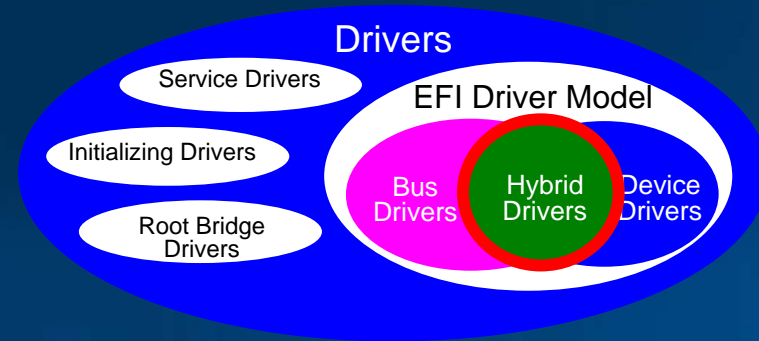 Drivers
Service Drivers
EFI Driver Model
Initializing Drivers
Root Bridge
Drivers
Bus
Drivers
Hybrid
Drivers
Device
Drivers